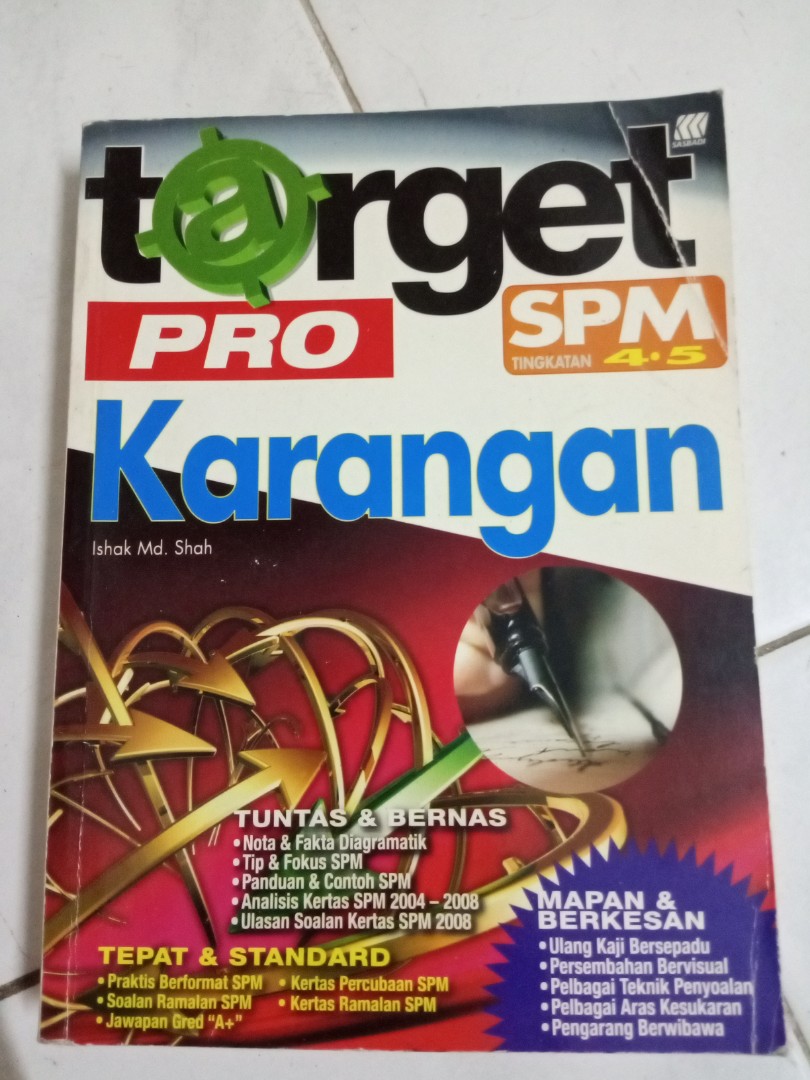 target
SASBADI
PRO
SPM
TINGKATAN 4•5
Karangan
Ishak Md. Shah
TUNTAS & BERNAS
•Nota & Fakta Diagramatik
•Tip & Fokus SPM
•Panduan & Contoh SPM
•Analisis Kertas SPM 2004 – 2008
•Ulasan Soalan Kertas SPM 2008
TEPAT & STANDARD
•Praktis Berformat SPM
•Soalan Ramalan SPM
•Jawapan Gred "A+"
•Kertas Percubaan SPM
•Kertas Ramalan SPM
MAPAN &
BERKESAN
•Ulang Kaji Bersepadu
•Persembahan Bervisual
•Pelbagai Teknik Penyoalan
•Pelbagai Aras Kesukaran
•Pengarang Berwibawa